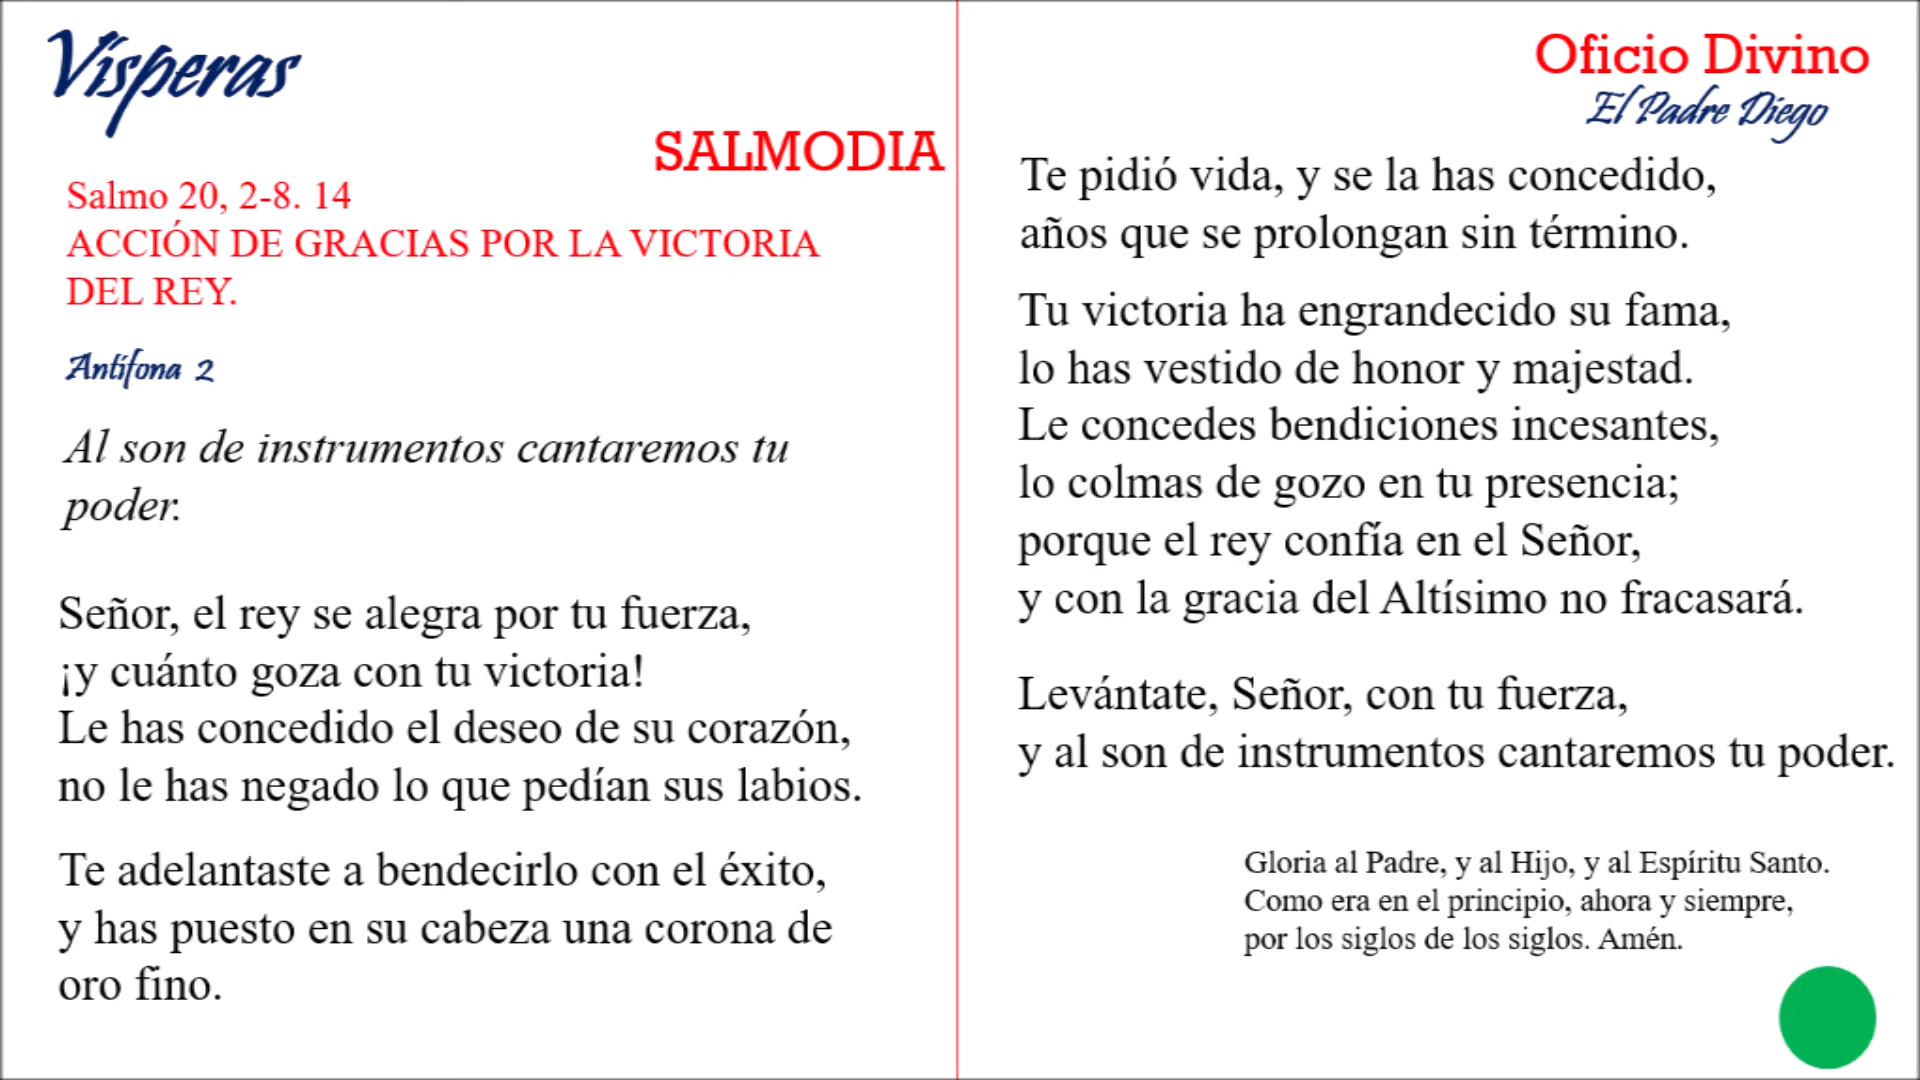 Vísperas
SALMODIA
Salmo 20, 2-8. 14
ACCIÓN DE GRACIAS POR LA VICTORIA
DEL REY.
Antífona 2
Al son de instrumentos cantaremos tu
poder.
Señor, el rey se alegra por tu fuerza,
¡y cuánto goza con tu victoria!
Le has concedido el deseo de su corazón,
no le has negado lo que pedían sus labios.
Te adelantaste a bendecirlo con el éxito,
y has puesto en su cabeza una corona de
oro fino.
Oficio Divino
El Padre Diego
Te pidió vida, y se la has concedido,
años que se prolongan sin término.
Tu victoria ha engrandecido su fama,
lo has vestido de honor y majestad.
Le concedes bendiciones incesantes,
lo colmas de gozo en tu presencia;
porque el rey confía en el Señor,
y con la gracia del Altísimo no fracasará.
Levántate, Señor, con tu fuerza,
y al son de instrumentos cantaremos tu poder.
Gloria al Padre, y al Hijo, y al Espíritu Santo.
Como era en el principio, ahora y siempre,
por los siglos de los siglos. Amén.